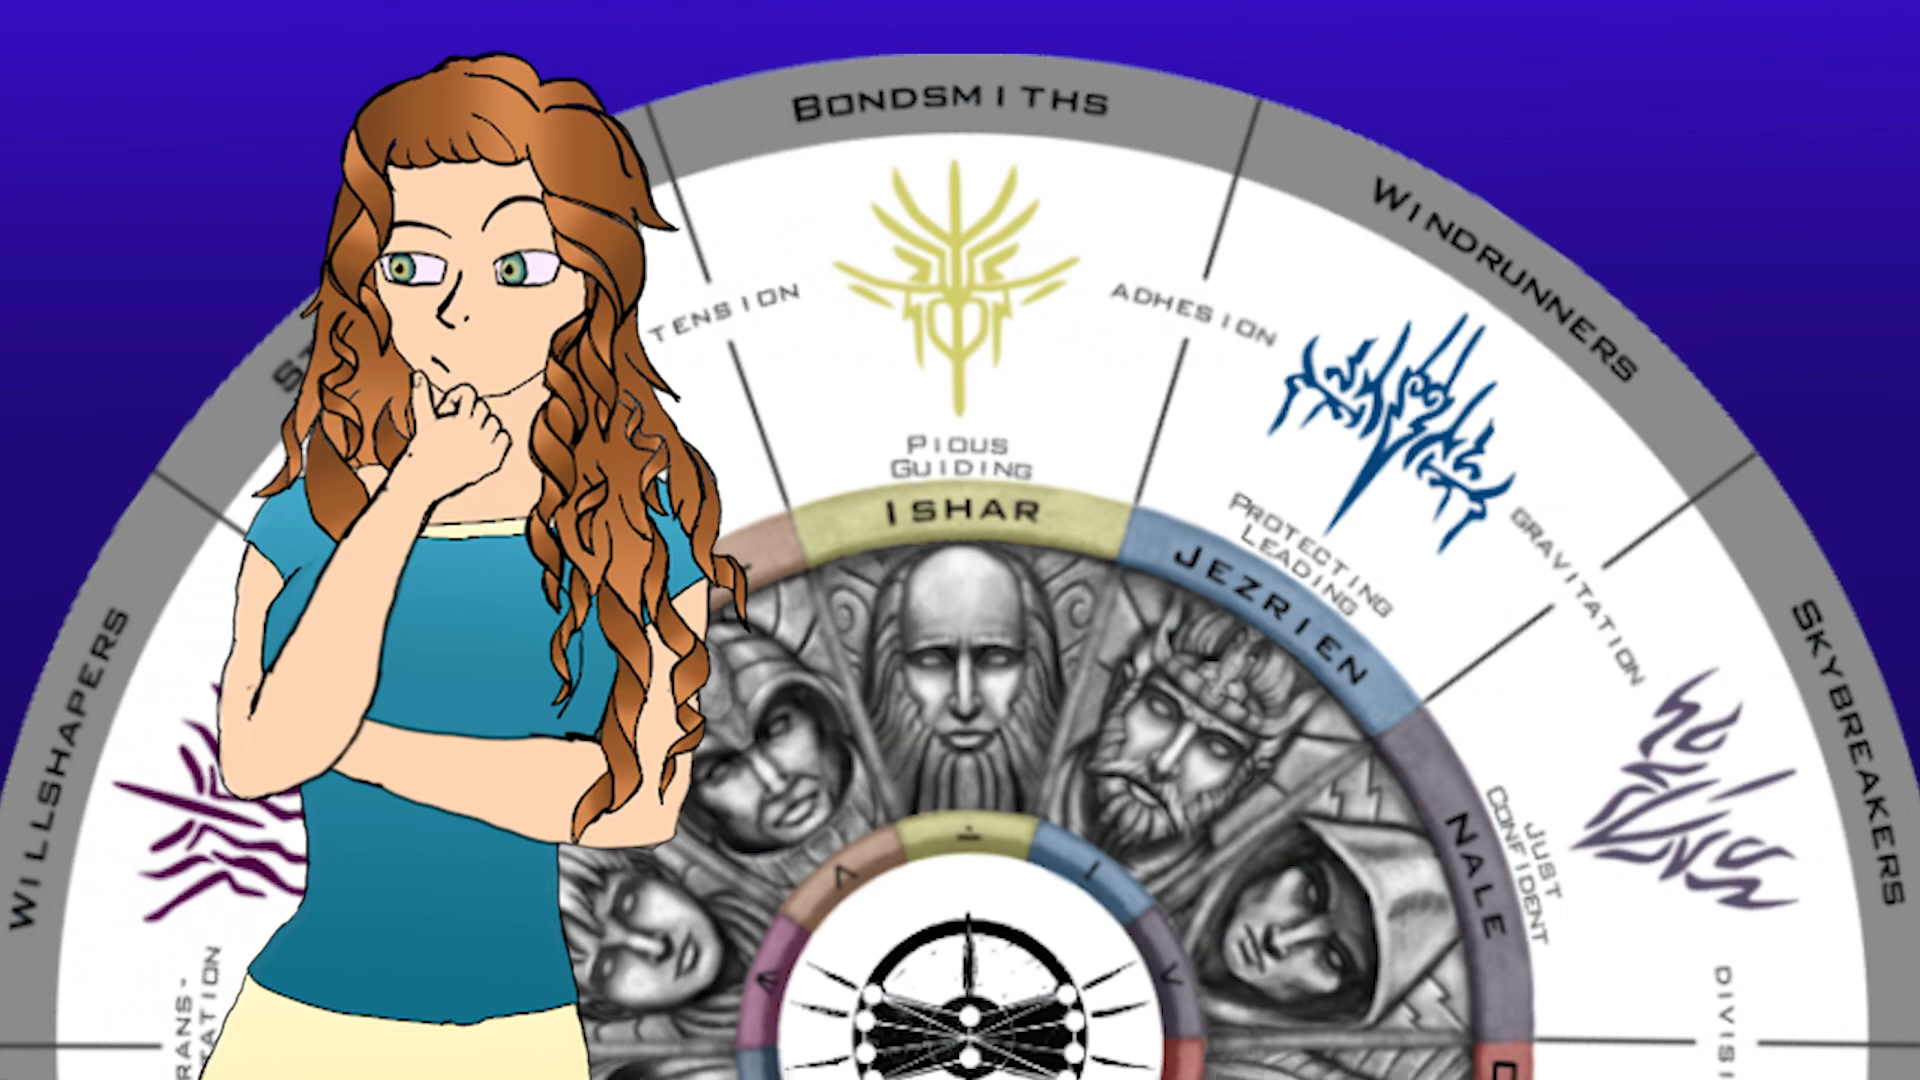 BONDSMITHS
WINDRUNNERS
SKYBREAKERS
WILLSHAPERS
TENSION
ADHESION
GRAVITATION
PIOUS
GUIDING
PROTECTING
LEADING
JUST
CONFIDENT
ISHAR
JEZRIEN
NALE